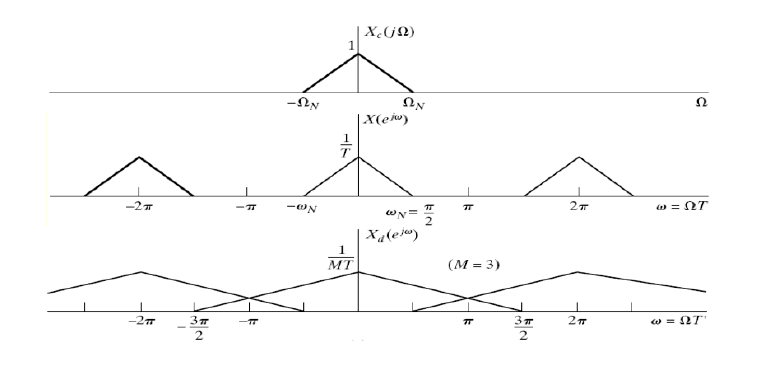 X_c(jΩ)
1
−Ω_N Ω_N Ω
X(e^{jω})
1/T
−2π −π −ω_N ω_N = π/2 π 2π ω = ΩT
X_d(e^{jω})
1/MT (M = 3)
−2π −3π/2 −π π 3π/2 2π ω = ΩT'